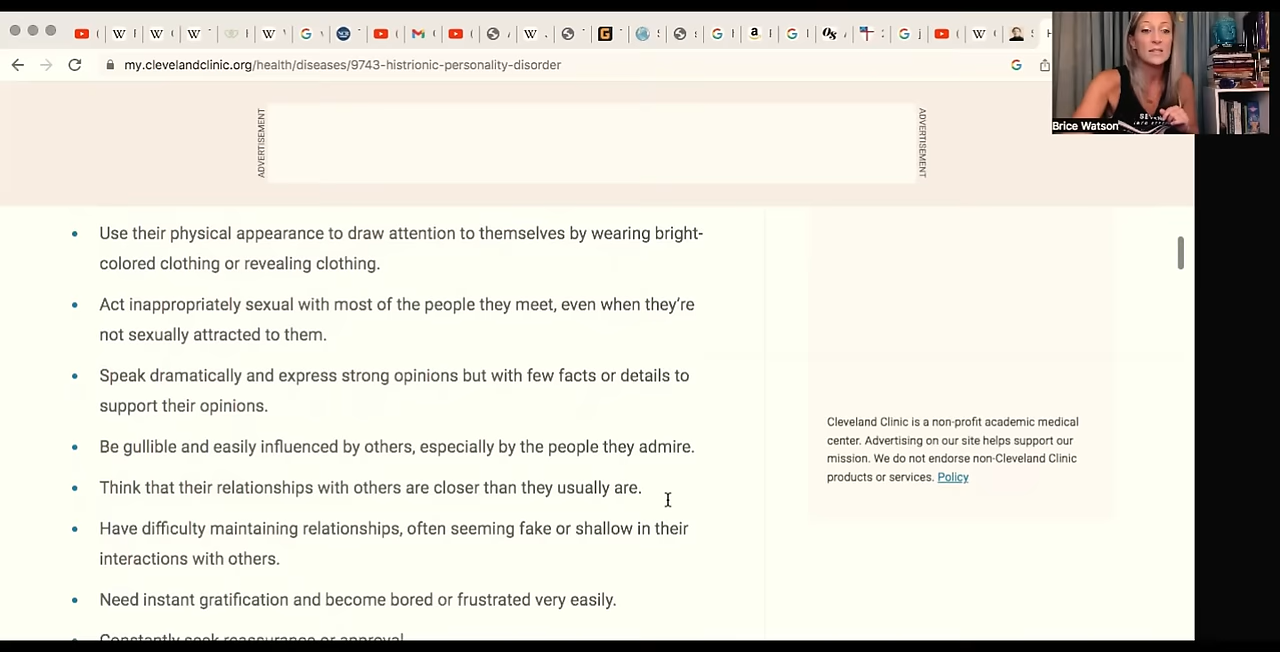 my.clevelandclinic.org/health/diseases/9743-histrionic-personality-disorder
Brice Watson
ADVERTISEMENT
ADVERTISEMENT
Use their physical appearance to draw attention to themselves by wearing bright-
colored clothing or revealing clothing.
Act inappropriately sexual with most of the people they meet, even when they're
not sexually attracted to them.
Speak dramatically and express strong opinions but with few facts or details to
support their opinions.
Be gullible and easily influenced by others, especially by the people they admire.
Think that their relationships with others are closer than they usually are.
Have difficulty maintaining relationships, often seeming fake or shallow in their
interactions with others.
Need instant gratification and become bored or frustrated very easily.
Constantly seek reassurance or approval
Cleveland Clinic is a non-profit academic medical
center. Advertising on our site helps support our
mission. We do not endorse non-Cleveland Clinic
products or services. Policy